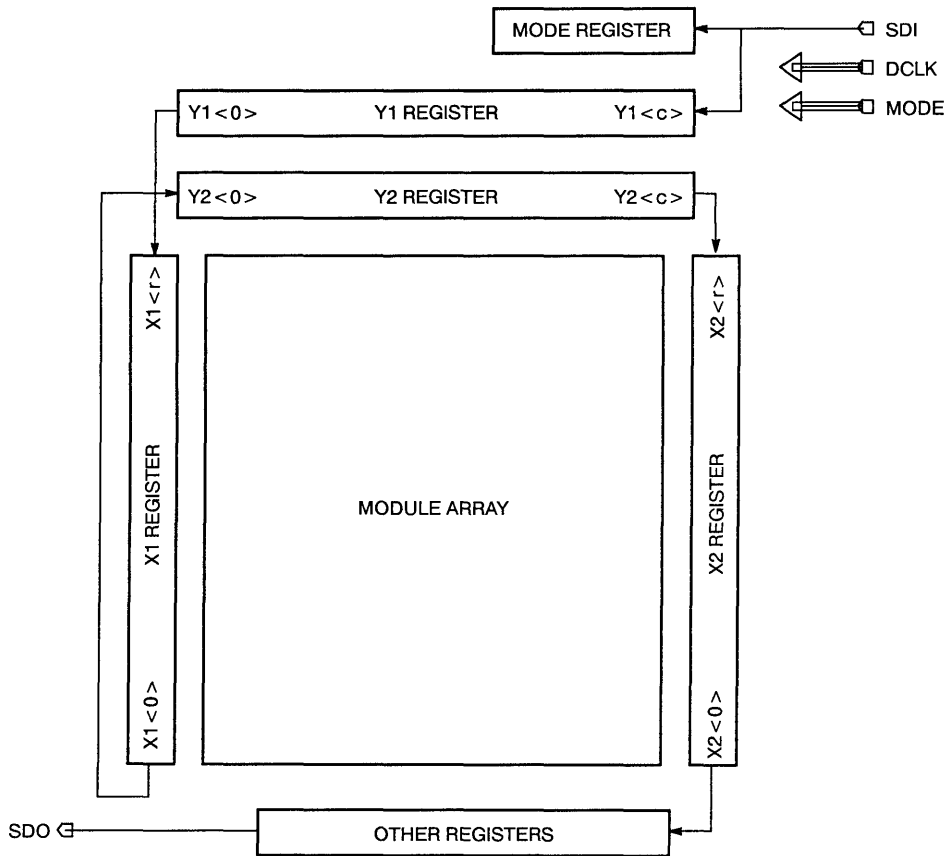 MODE REGISTER
SDI
DCLK
MODE
Y1<0> Y1 REGISTER Y1<c>
Y2<0> Y2 REGISTER Y2<c>
X1<r>
X1 REGISTER
X1<0>
MODULE ARRAY
X2<r>
X2 REGISTER
X2<0>
SDO
OTHER REGISTERS